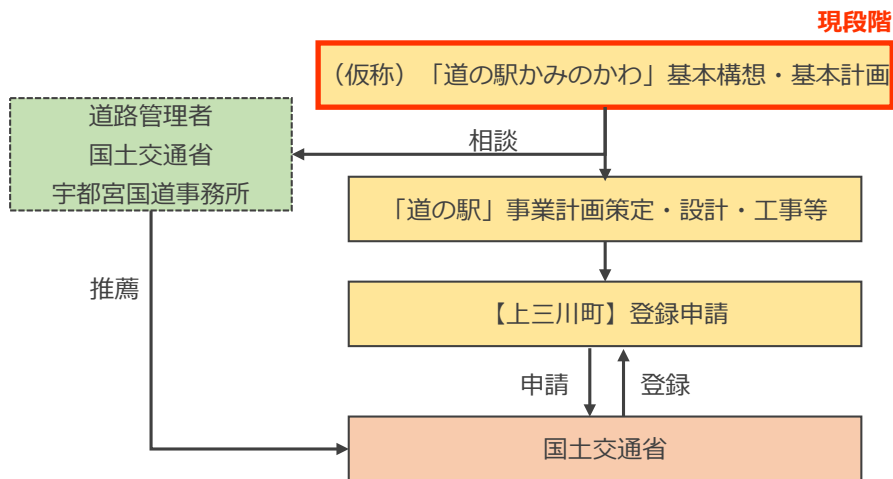 現段階
（仮称）「道の駅かみのかわ」基本構想・基本計画
道路管理者
国土交通省
宇都宮国道事務所
相談
「道の駅」事業計画策定・設計・工事等
推薦
【上三川町】登録申請
申請
登録
国土交通省